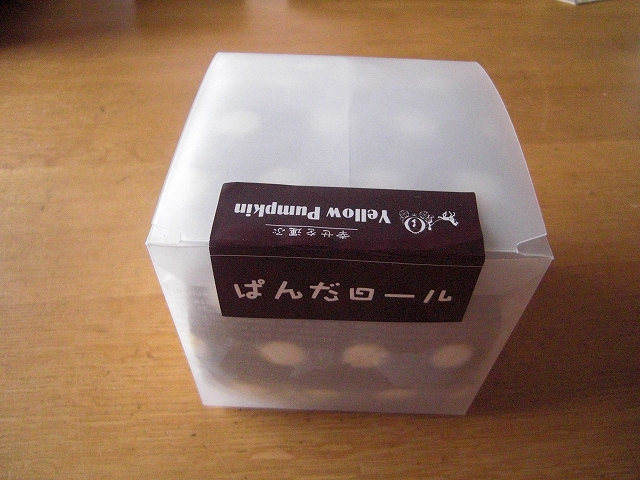 幸せを運ぶ
Yellow Pumpkin
ぱんだロール